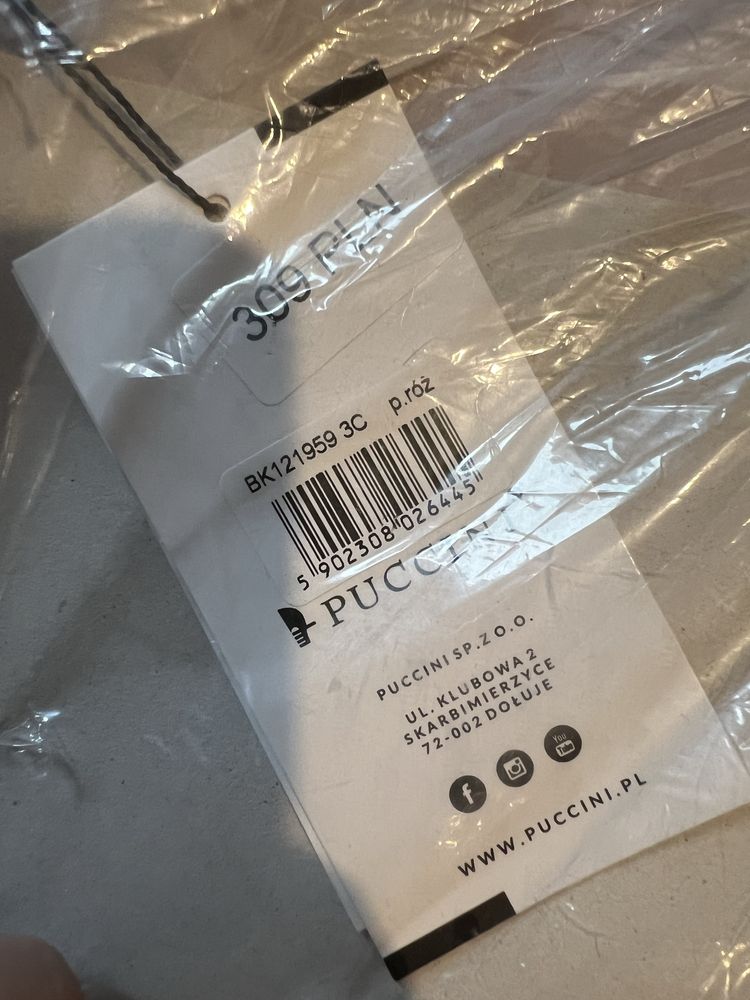 309 PLN
BK121959 3C p.róż
5 902308 026445
PUCCINI
PUCCINI SP. Z O.O.
UL. KLUBOWA 2
SKARBIMIERZYCE
72-002 DOŁUJE
You
Tube
WWW.PUCCINI.PL